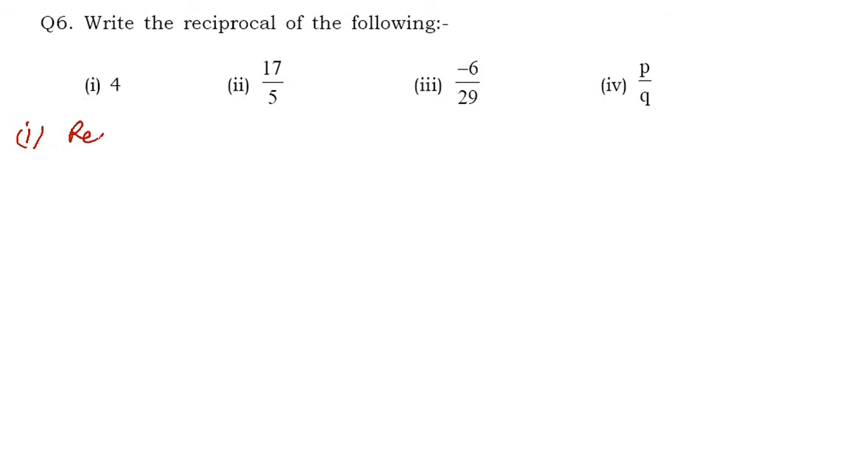 Q6. Write the reciprocal of the following:-
(i) 4 (ii) 17/5 (iii) –6/29 (iv) p/q
(i) Re